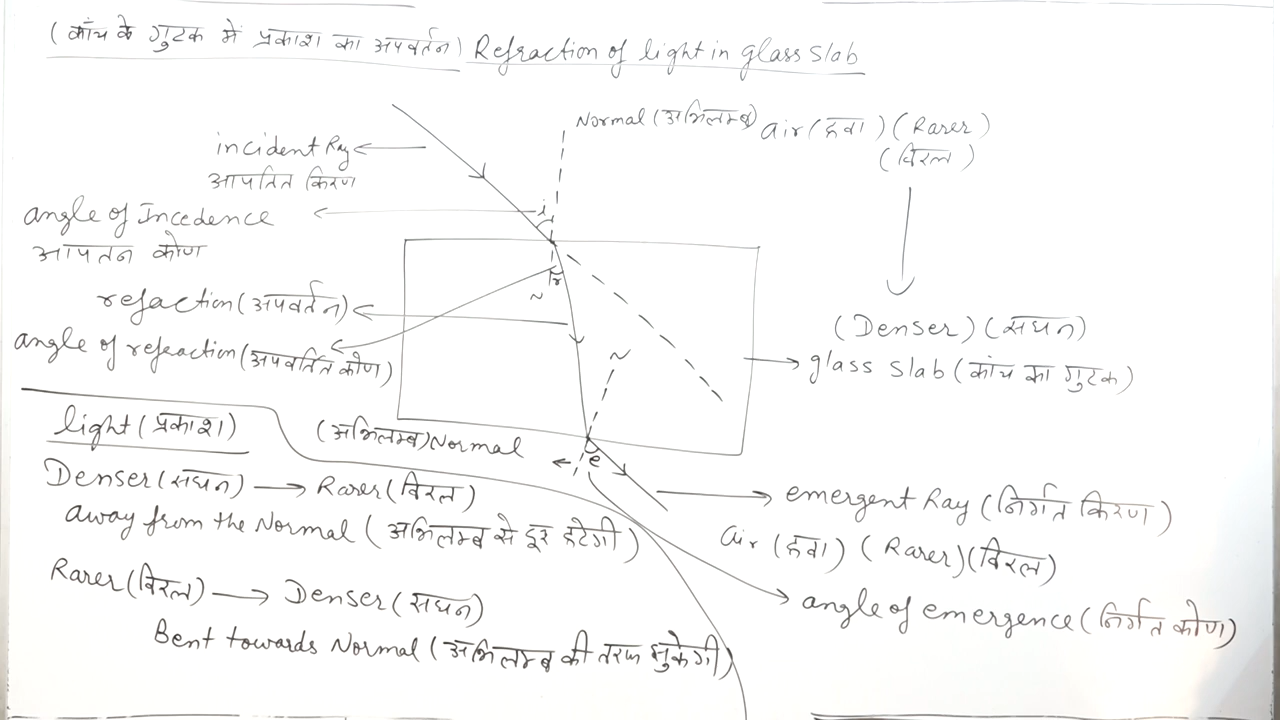 (काँच के गुटक मे प्रकाश का अपवर्तन) Refraction of light in glass slab
Normal (अभिलम्ब)
air (हवा) (Rarer)
(विरल)
incident Ray
आपतित किरण
i
angle of Incedence
आपतन कोण
r
refaction (अपवर्तन)
N
(Denser) (सघन)
angle of refraction (अपवर्तित कोण)
N
glass slab (कांच का गुटक)
light (प्रकाश)
(अभिलम्ब) Normal
e
Denser (सघन) → Rarer (विरल)
emergent Ray (निर्गत किरण)
away from the Normal (अभिलम्ब से दूर हटेगी)
air (हवा) (Rarer) (विरल)
Rarer (विरल) → Denser (सघन)
angle of emergence (निर्गत कोण)
Bent towards Normal (अभिलम्ब की तरफ झुकेगी)